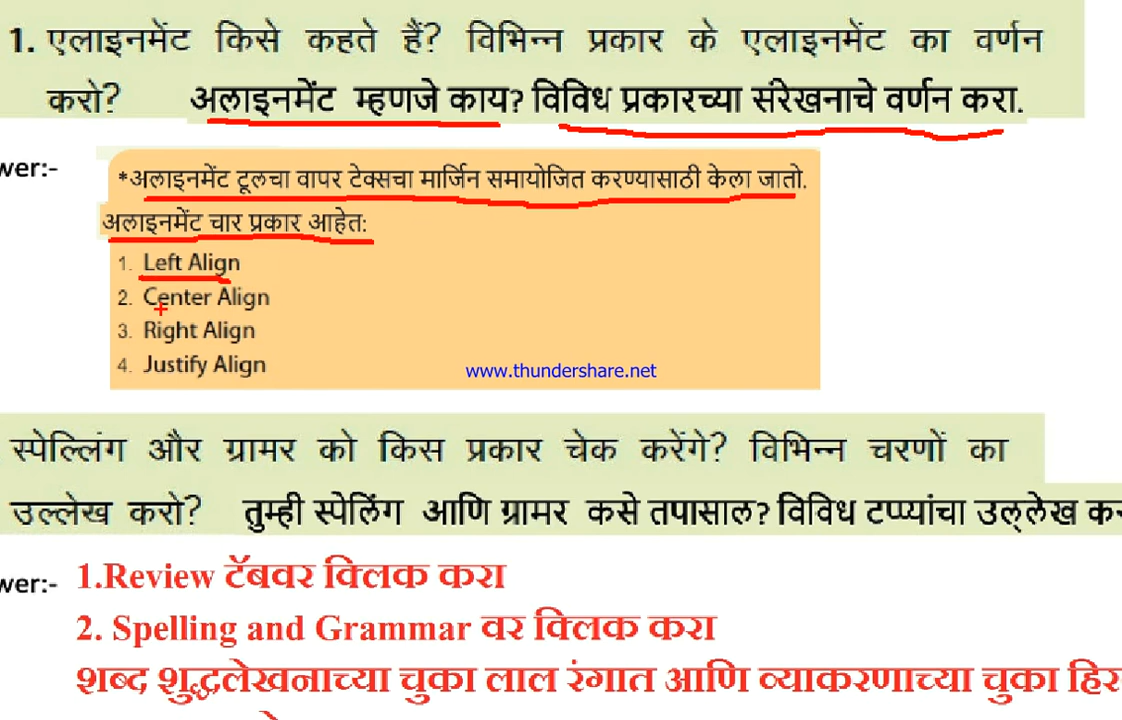 1. एलाइनमेंट किसे कहते हैं? विभिन्न प्रकार के एलाइनमेंट का वर्णन
करो? अलाइनमेंट म्हणजे काय? विविध प्रकारच्या संरेखनाचे वर्णन करा.
wer:-
*अलाइनमेंट टूलचा वापर टेक्सचा मार्जिन समायोजित करण्यासाठी केला जातो.
अलाइनमेंट चार प्रकार आहेत:
1. Left Align
2. Center Align
3. Right Align
4. Justify Align
www.thundershare.net
स्पेल्लिंग और ग्रामर को किस प्रकार चेक करेंगे? विभिन्न चरणों का
उल्लेख करो? तुम्ही स्पेलिंग आणि ग्रामर कसे तपासाल? विविध टप्प्यांचा उल्लेख
wer:- 1.Review टॅबवर क्लिक करा
2. Spelling and Grammar वर क्लिक करा
शब्द शुद्धलेखनाच्या चुका लाल रंगात आणि व्याकरणाच्या चुका